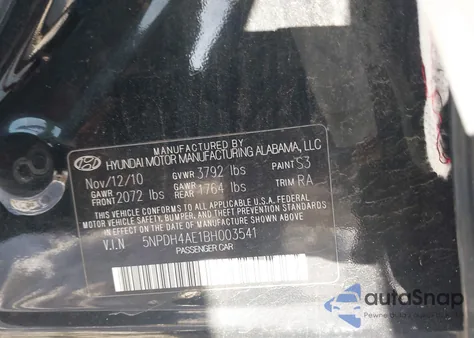 MANUFACTURED BY
HYUNDAI MOTOR MANUFACTURING ALABAMA, LLC
Nov/12/10 GVWR 3792 lbs PAINT S3
GAWR FRONT 2072 lbs GAWR REAR 1764 lbs TRIM RA
THIS VEHICLE CONFORMS TO ALL APPLICABLE U.S.A. FEDERAL
MOTOR VEHICLE SAFETY, BUMPER, AND THEFT PREVENTION
STANDARDS IN EFFECT ON THE DATE OF MANUFACTURE SHOWN ABOVE.
V.I.N 5NPDH4AE1BH003541
PASSENGER CAR
autoSnap